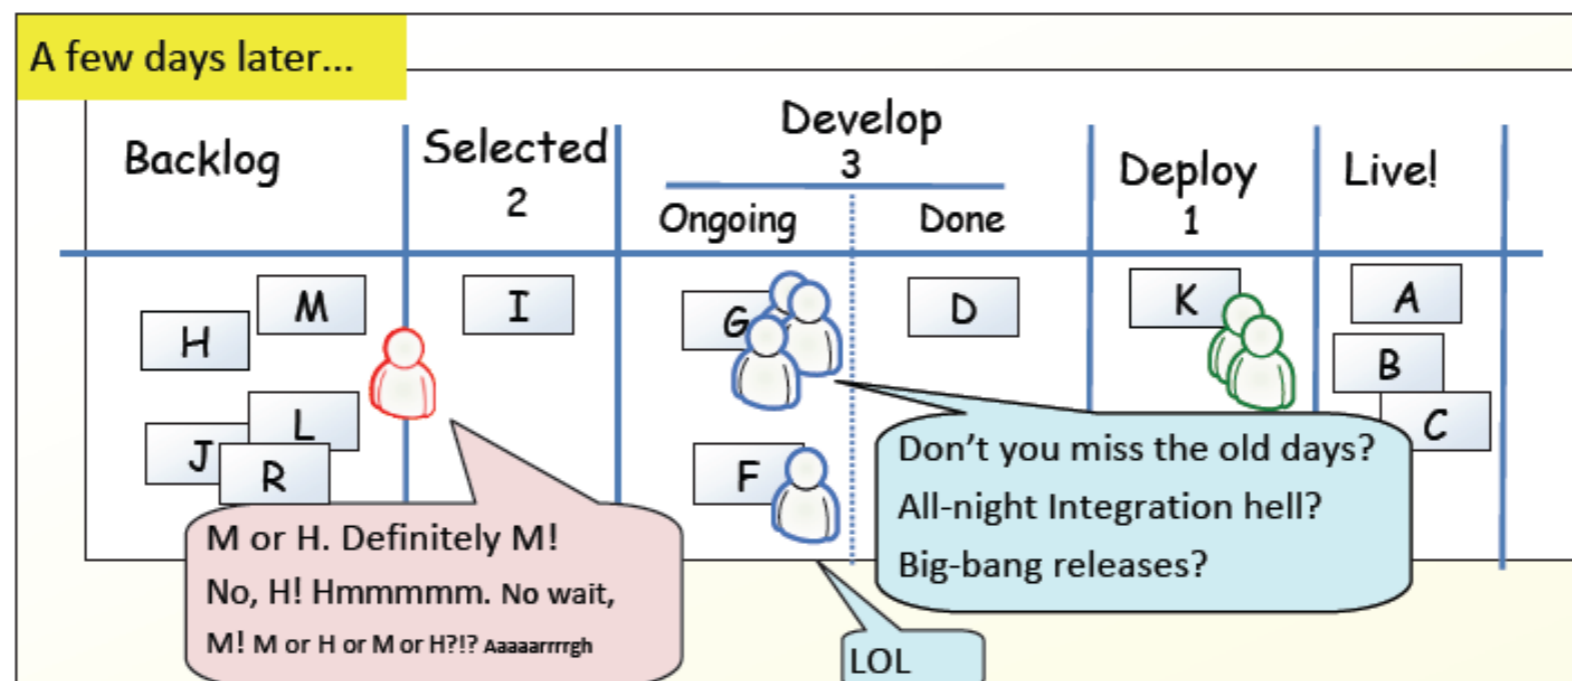 A few days later...
Backlog
Selected
2
Develop
3
Ongoing
Done
Deploy
1
Live!
H
M
J
L
R
I
G
F
D
K
A
B
C
M or H. Definitely M!
No, H! Hmmmmm. No wait,
M! M or H or M or H?!? Aaaaarrrrgh
Don't you miss the old days?
All-night Integration hell?
Big-bang releases?
LOL